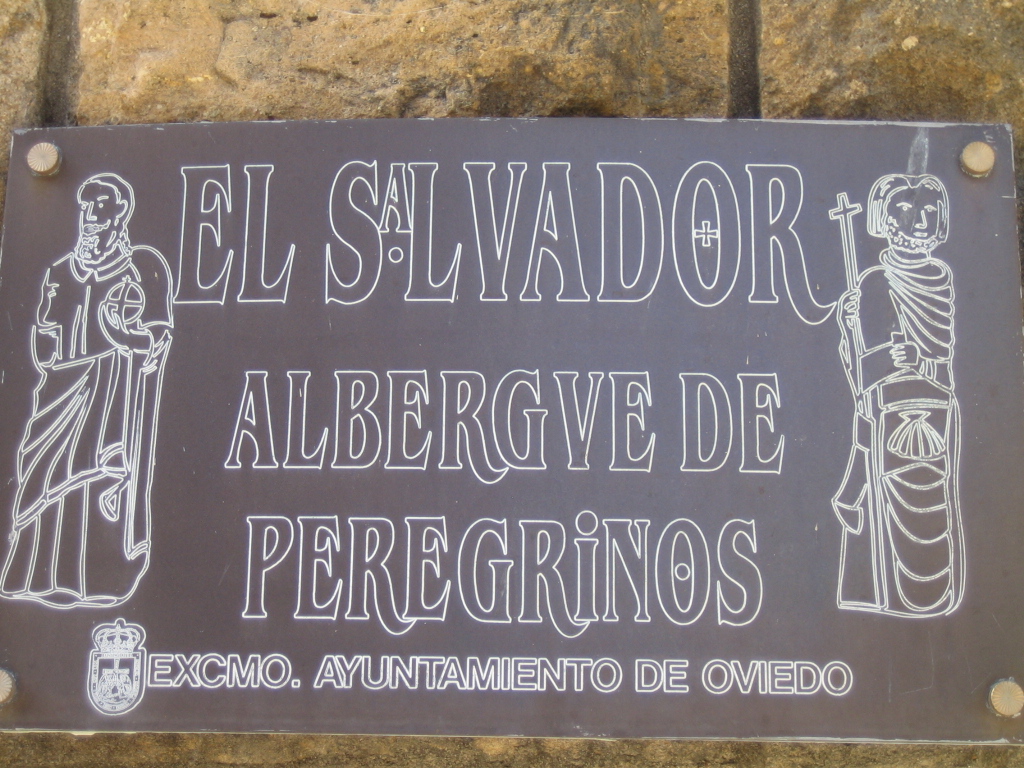 EL SALVADOR
ALBERGVE DE
PEREGRiNOS
EXCMO. AYUNTAMIENTO DE OVIEDO